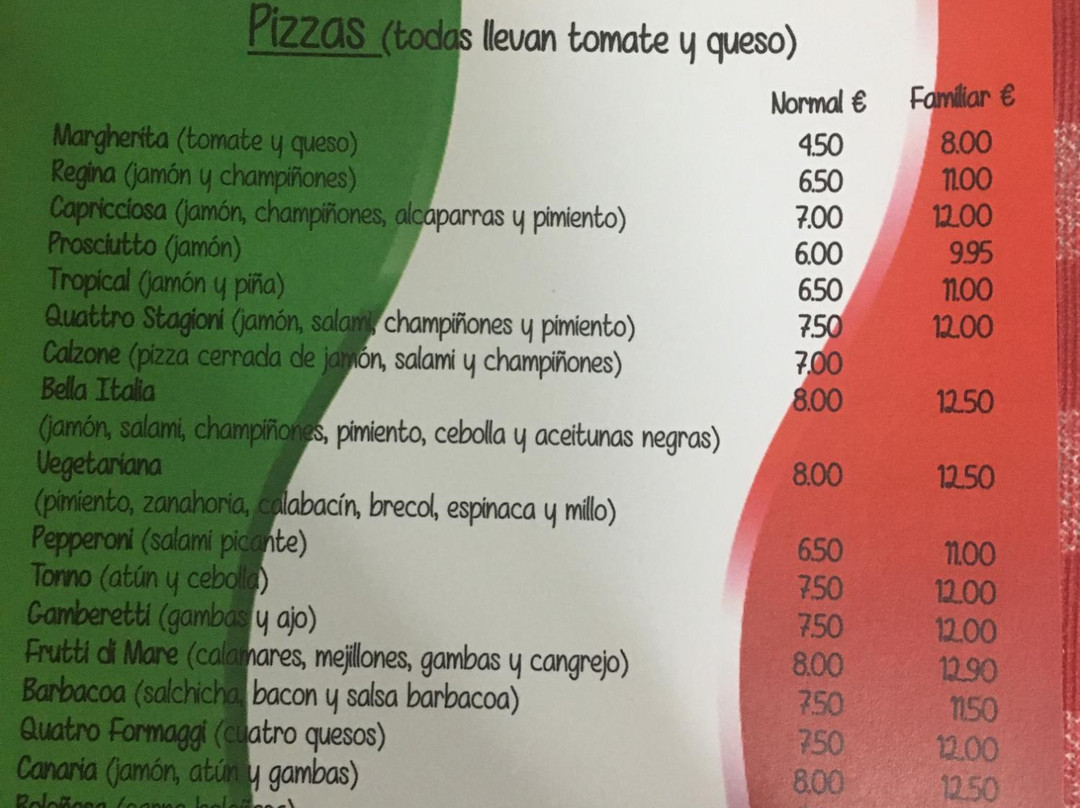 Pizzas (todas llevan tomate y queso)
Normal € Familiar €
Margherita (tomate y queso) 4.50 8.00
Regina (jamón y champiñones) 6.50 11.00
Capricciosa (jamón, champiñones, alcaparras y pimiento) 7.00 12.00
Prosciutto (jamón) 6.00 9.95
Tropical (jamón y piña) 6.50 11.00
Quattro Stagioni (jamón, salami, champiñones y pimiento) 7.50 12.00
Calzone (pizza cerrada de jamón, salami y champiñones) 7.00
Bella Italia 8.00 12.50
(jamón, salami, champiñones, pimiento, cebolla y aceitunas negras)
Vegetariana 8.00 12.50
(pimiento, zanahoria, calabacín, brecol, espinaca y millo)
Pepperoni (salami picante) 6.50 11.00
Tonno (atún y cebolla) 7.50 12.00
Gamberetti (gambas y ajo) 7.50 12.00
Frutti di Mare (calamares, mejillones, gambas y cangrejo) 8.00 12.90
Barbacoa (salchicha, bacon y salsa barbacoa) 7.50 11.50
Quatro Formaggi (cuatro quesos) 7.50 12.00
Canaria (jamón, atún y gambas) 8.00 12.50